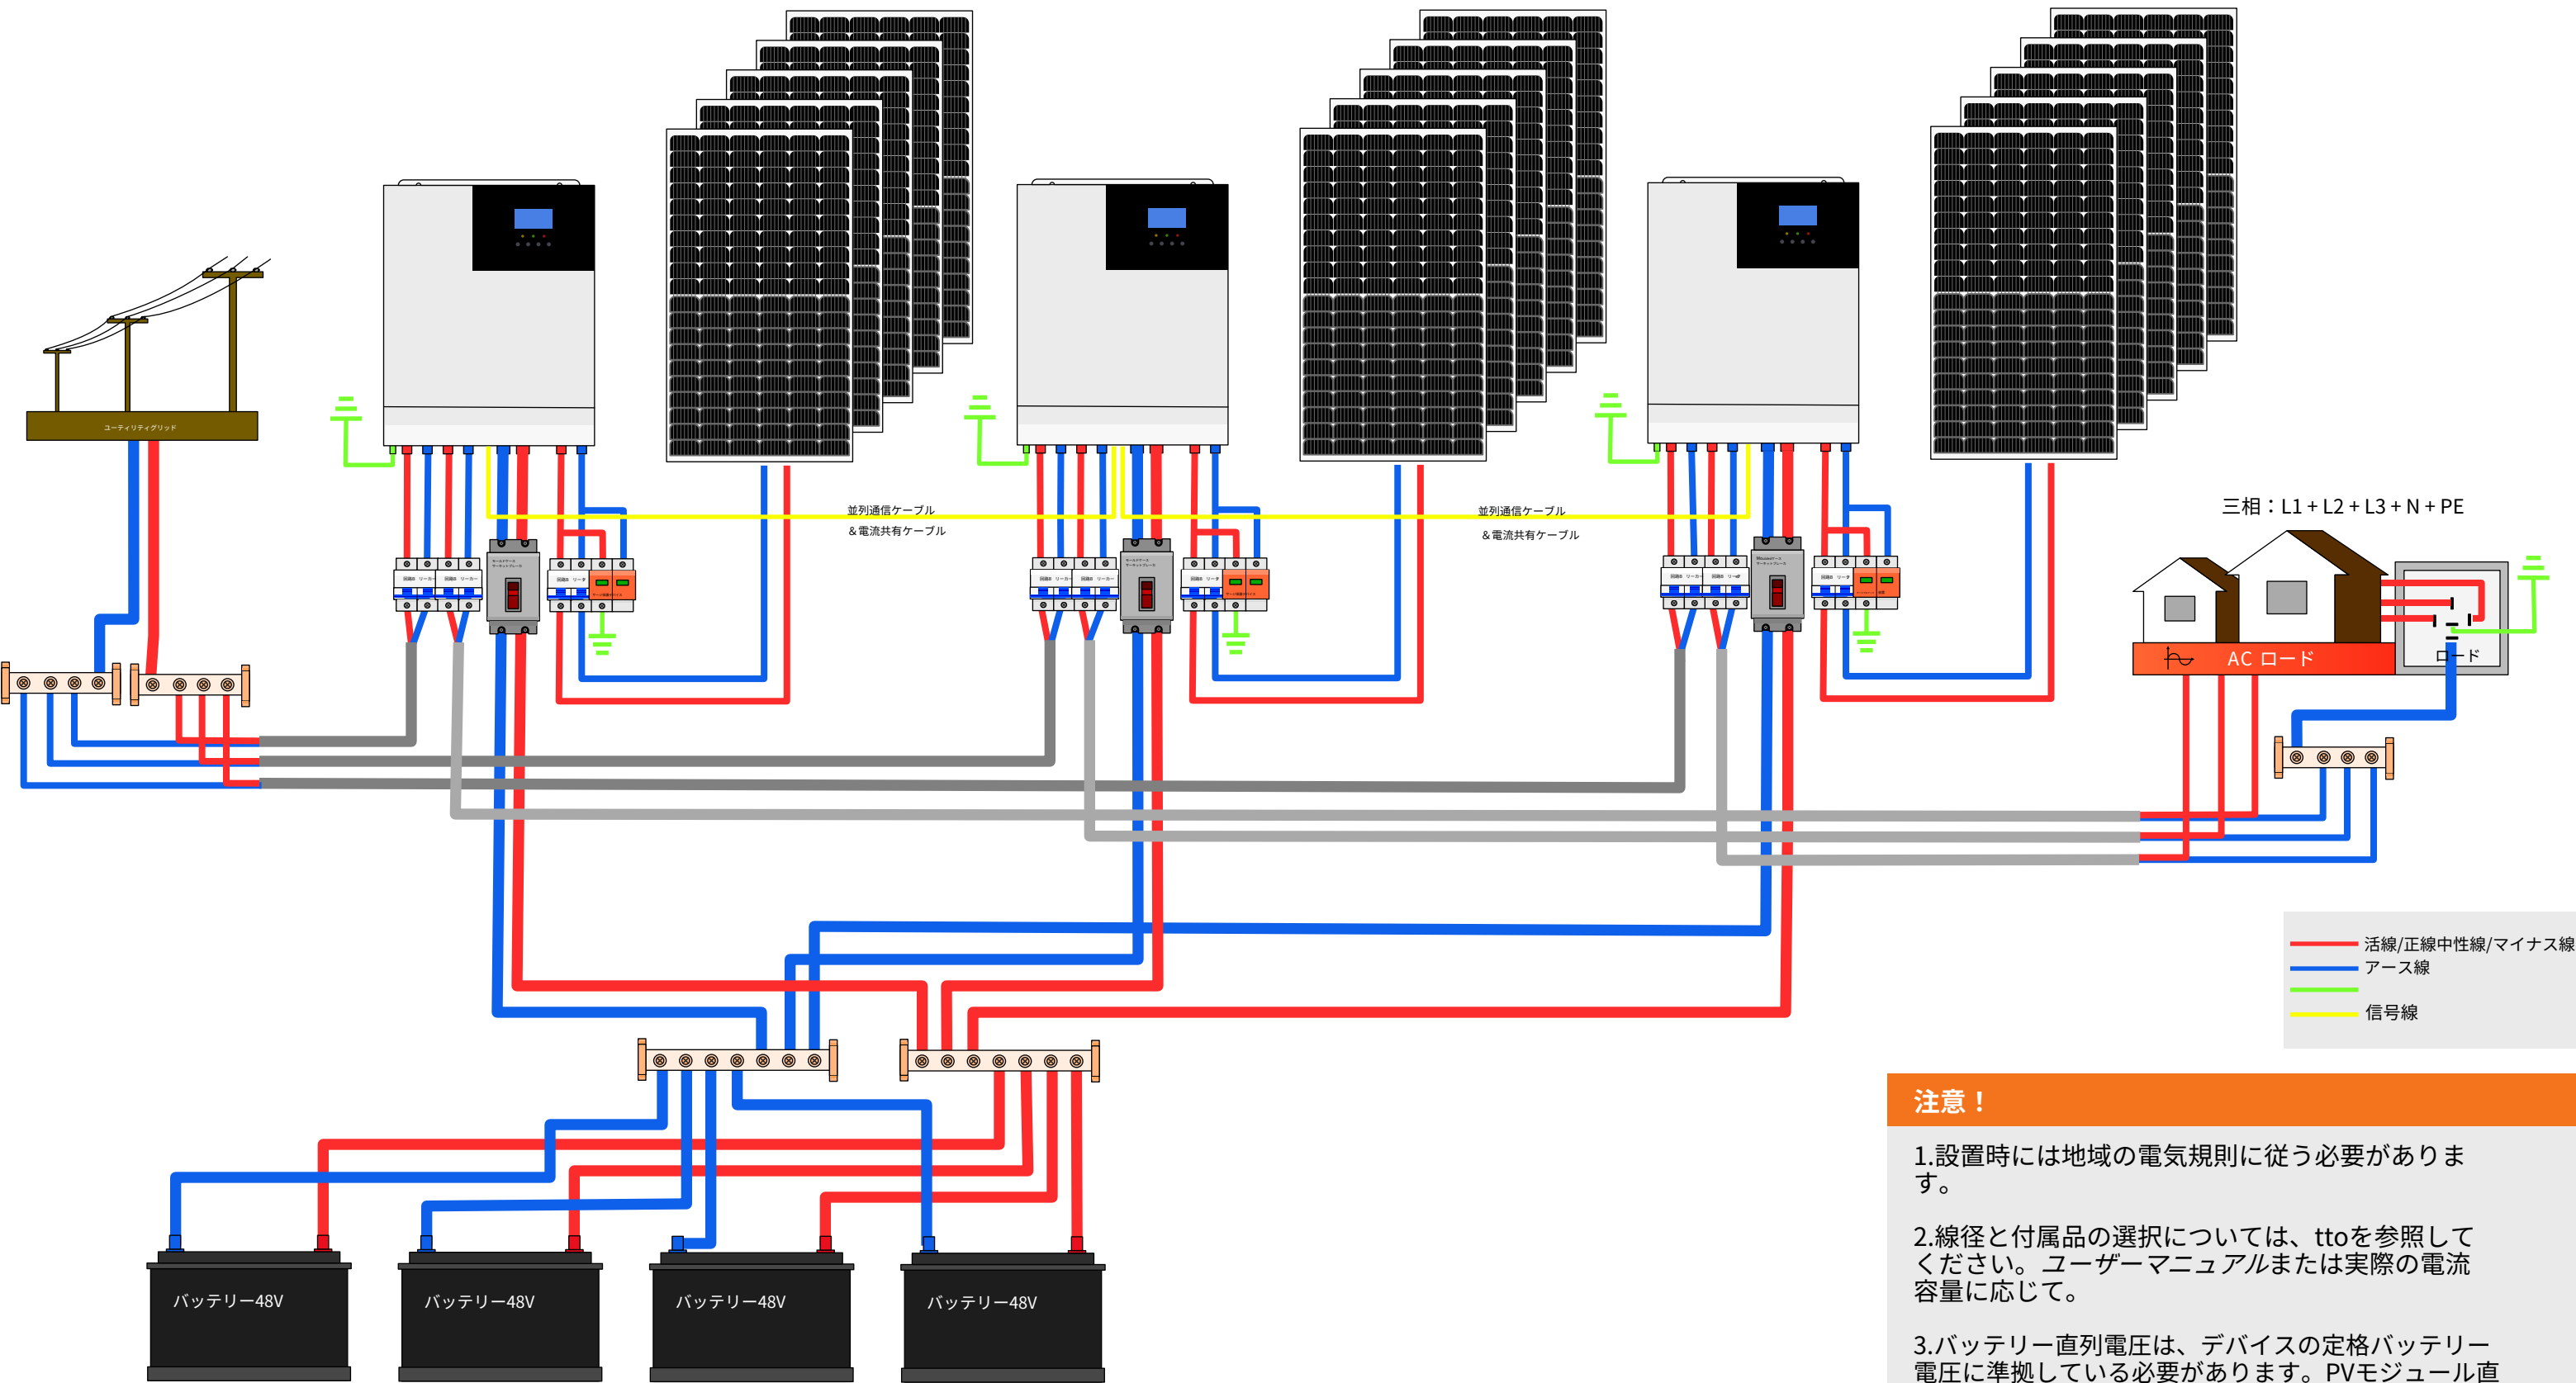 三相：L1 + L2 + L3 + N + PE
ユーティリティグリッド
並列通信ケーブル
＆電流共有ケーブル
並列通信ケーブル
＆電流共有ケーブル
AC ロード
ロード
活線/正線中性線/マイナス線
アース線
信号線
注意！
1.設置時には地域の電気規則に従う必要がありま
す。
2.線径と付属品の選択については、ttoを参照して
ください。ユーザーマニュアルまたは実際の電流
容量に応じて。
3.バッテリー直列電圧は、デバイスの定格バッテリー
電圧に準拠している必要があります。PVモジュール直
バッテリー48V
バッテリー48V
バッテリー48V
バッテリー48V